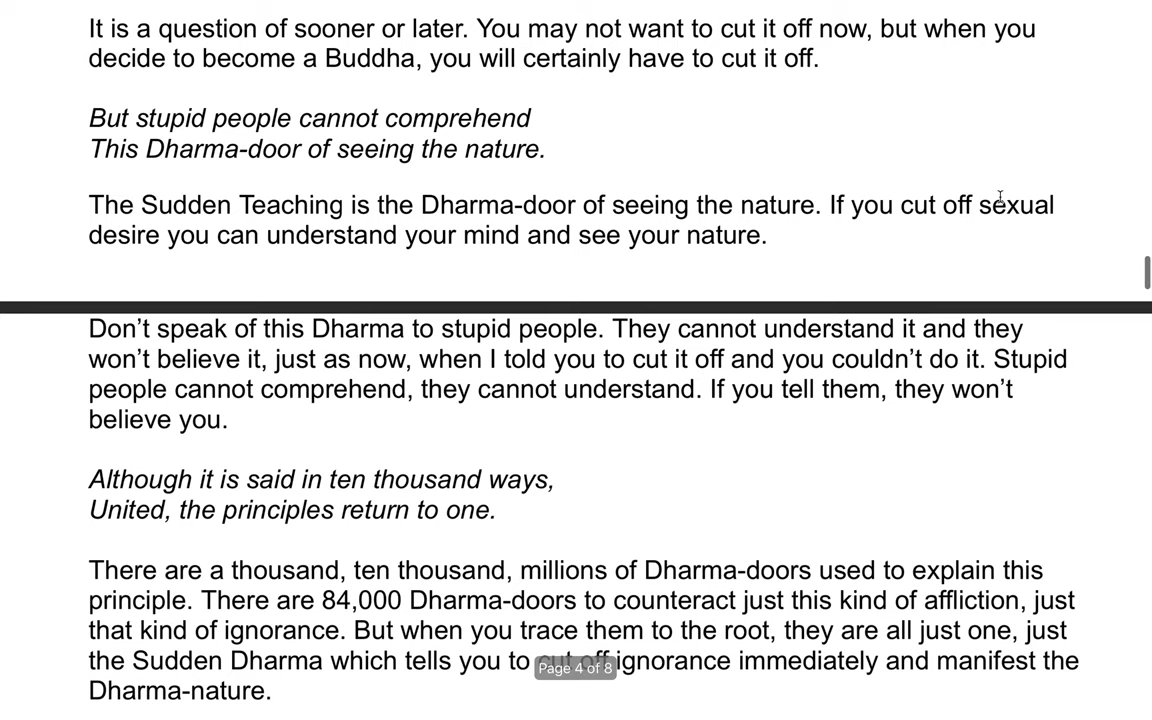 It is a question of sooner or later. You may not want to cut it off now, but when you
decide to become a Buddha, you will certainly have to cut it off.
But stupid people cannot comprehend
This Dharma-door of seeing the nature.
The Sudden Teaching is the Dharma-door of seeing the nature. If you cut off sexual
desire you can understand your mind and see your nature.
Don’t speak of this Dharma to stupid people. They cannot understand it and they
won’t believe it, just as now, when I told you to cut it off and you couldn’t do it. Stupid
people cannot comprehend, they cannot understand. If you tell them, they won’t
believe you.
Although it is said in ten thousand ways,
United, the principles return to one.
There are a thousand, ten thousand, millions of Dharma-doors used to explain this
principle. There are 84,000 Dharma-doors to counteract just this kind of affliction, just
that kind of ignorance. But when you trace them to the root, they are all just one, just
the Sudden Dharma which tells you to cut off ignorance immediately and manifest the
Page 4 of 8
Dharma-nature.